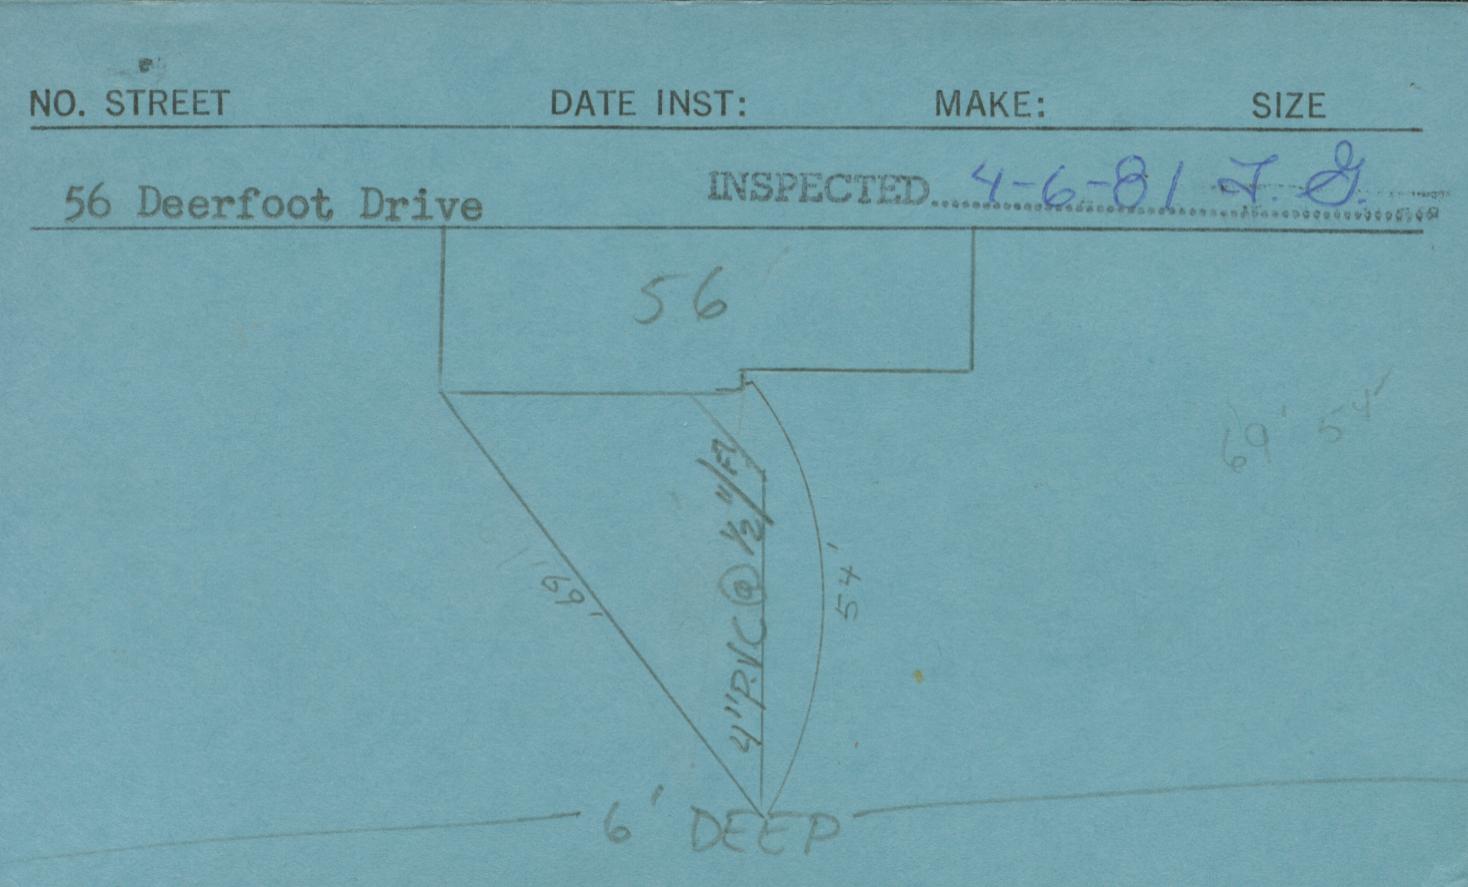 NO. STREET DATE INST: MAKE: SIZE
56 Deerfoot Drive INSPECTED 4-6-81 J. G.
56
69' 54'
4" P.V.C @ 1/2"/Ft
69'
54'
6' DEEP